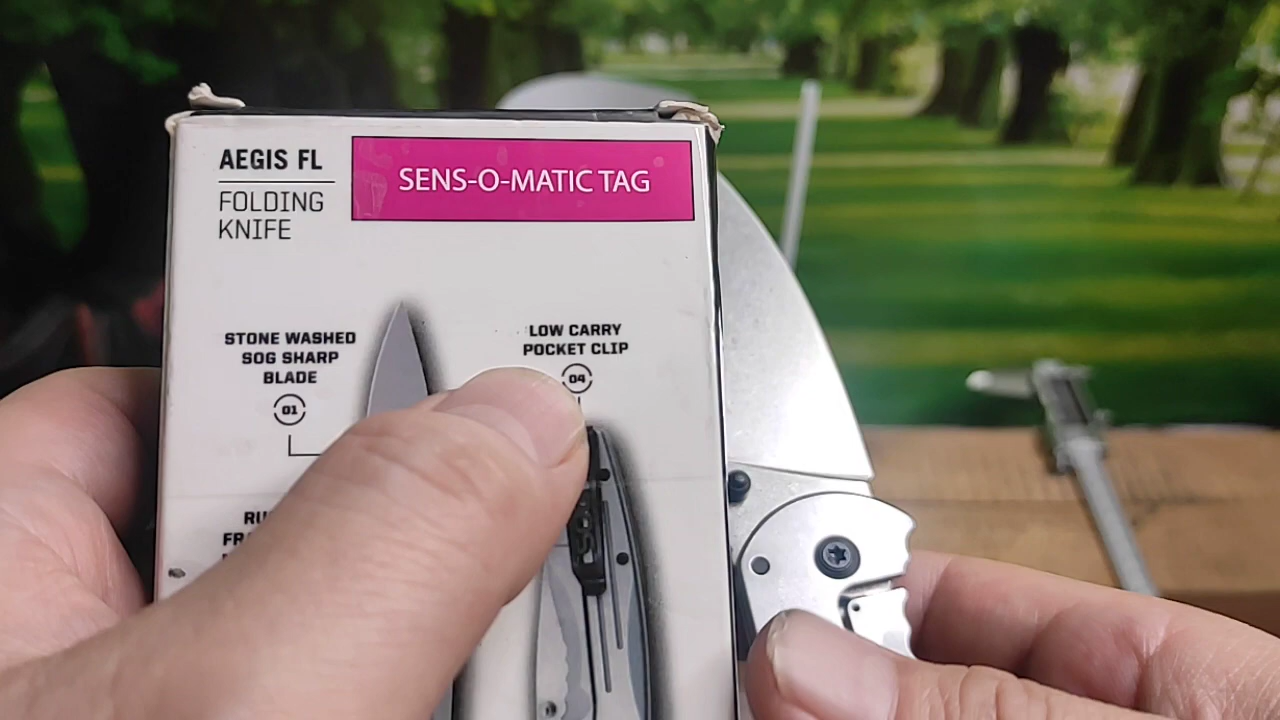 AEGIS FL
FOLDING
KNIFE
SENS-O-MATIC TAG
STONE WASHED
SOG SHARP
BLADE
01
LOW CARRY
POCKET CLIP
04